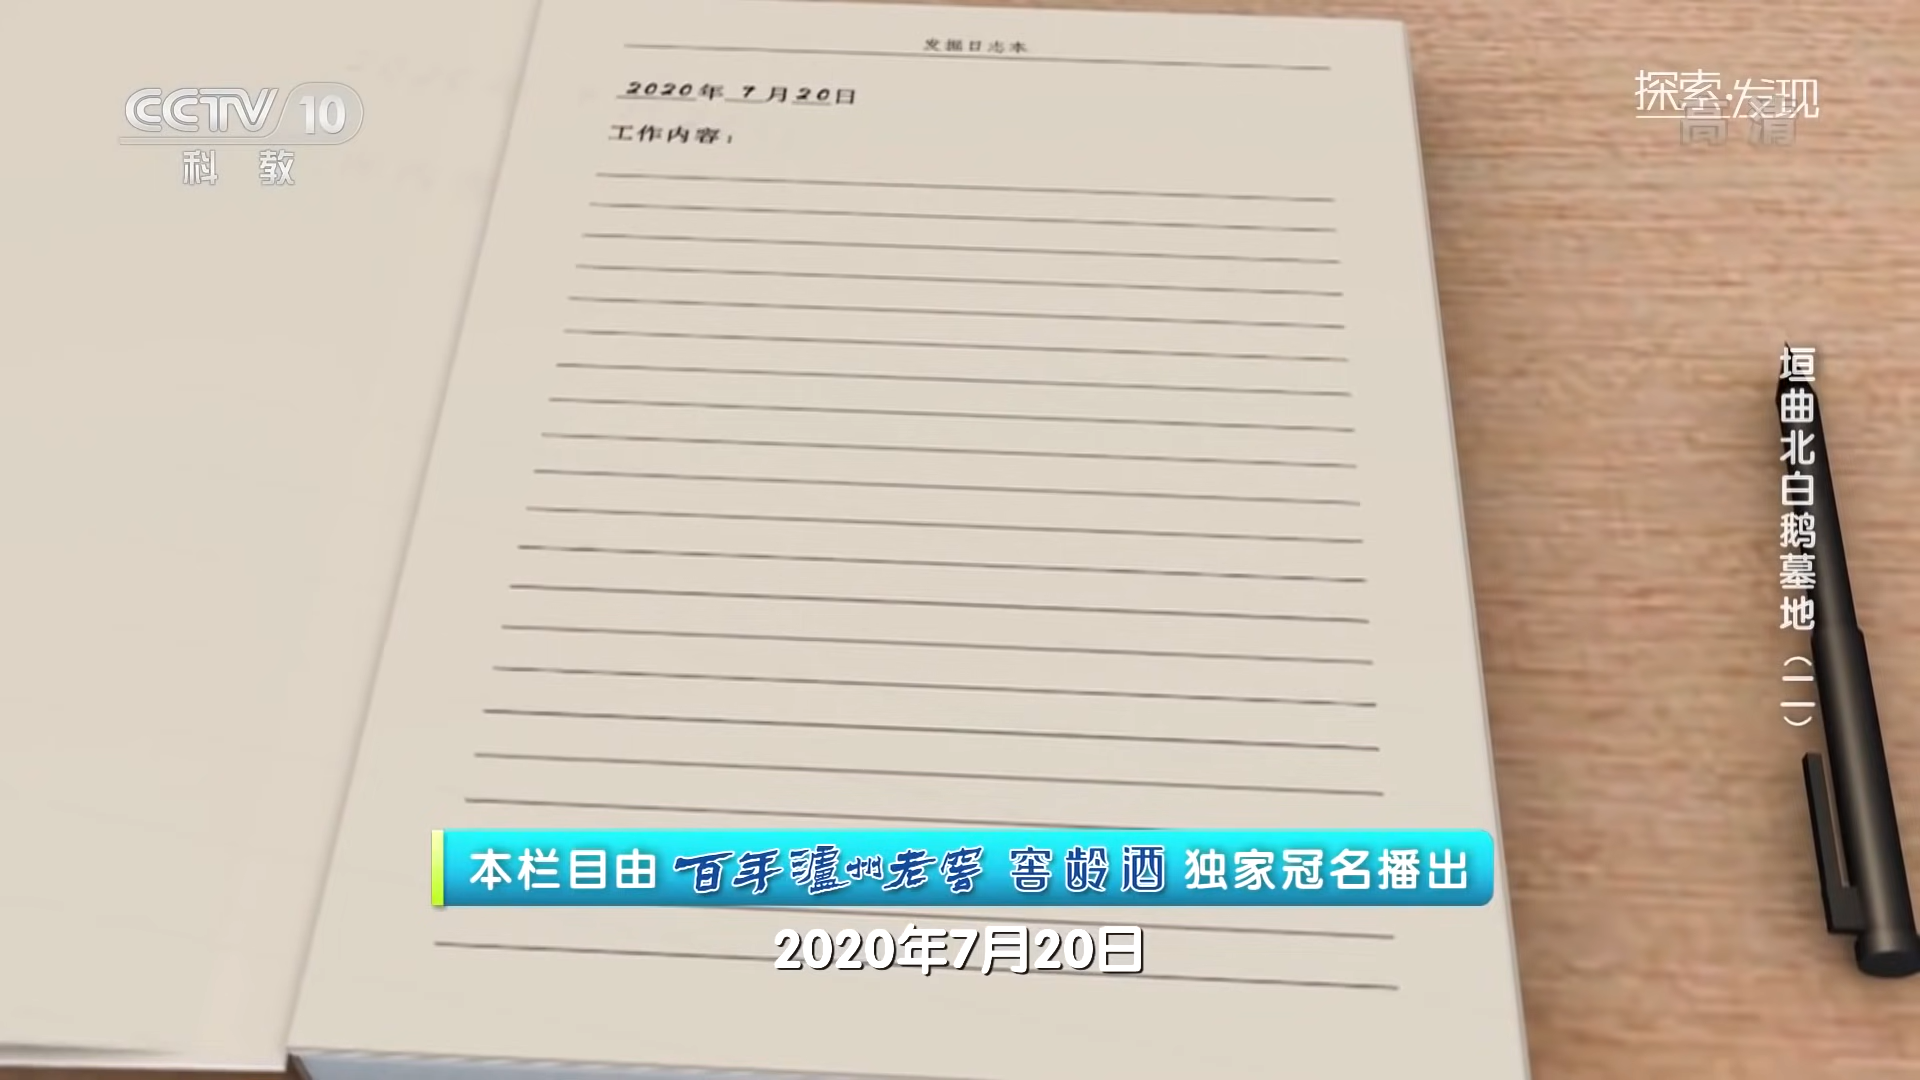 发掘日志本
CCTV 10
科教
探索·发现
高清
2020年7月20日
工作内容：
垣曲北白鹅墓地（二）
本栏目由百年泸州老窖 窖龄酒独家冠名播出
2020年7月20日